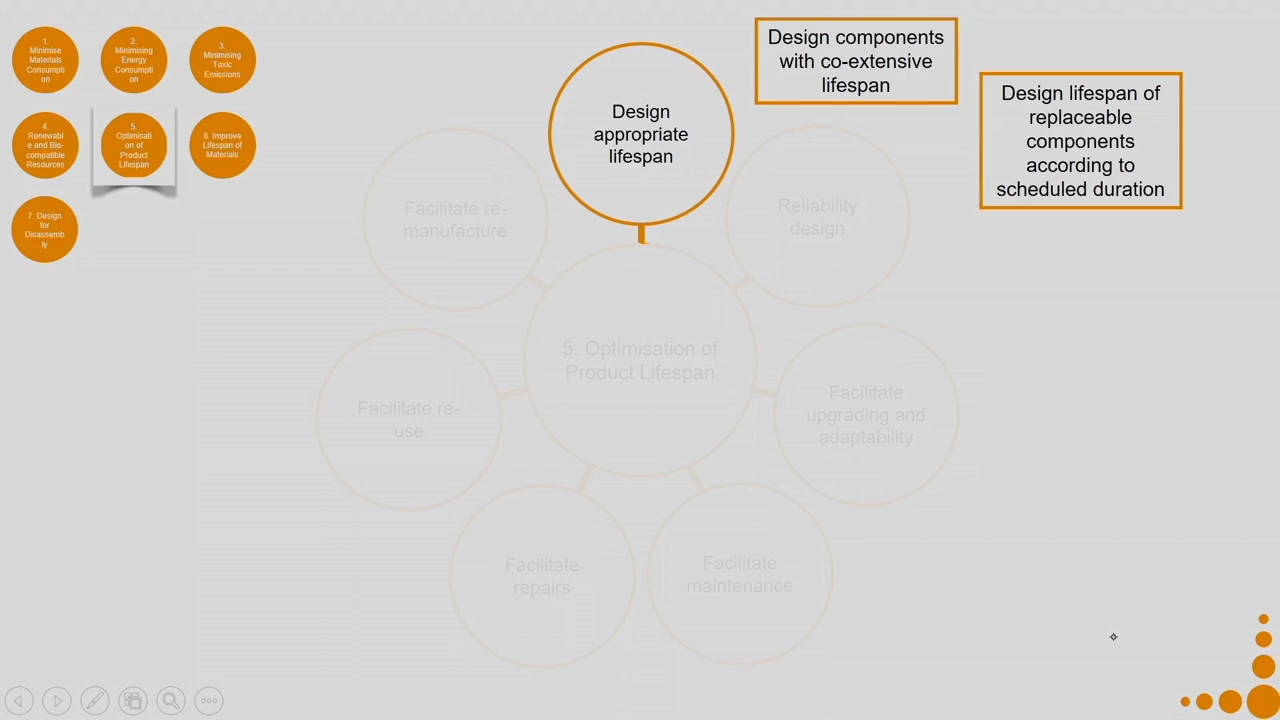 1.
Minimise
Materials
Consumpti
on
2.
Minimising
Energy
Consumpti
on
3.
Minimising
Toxic
Emissions
4.
Renewabl
e and Bio-
compatible
Resources
5.
Optimisati
on of
Product
Lifespan
6. Improve
Lifespan of
Materials
7. Design
for
Disassemb
ly
Design
appropriate
lifespan
Design components
with co-extensive
lifespan
Design lifespan of
replaceable
components
according to
scheduled duration
Facilitate re-
manufacture
Reliability
design
5. Optimisation of
Product Lifespan
Facilitate re-
use
Facilitate
upgrading and
adaptability
Facilitate
repairs
Facilitate
maintenance